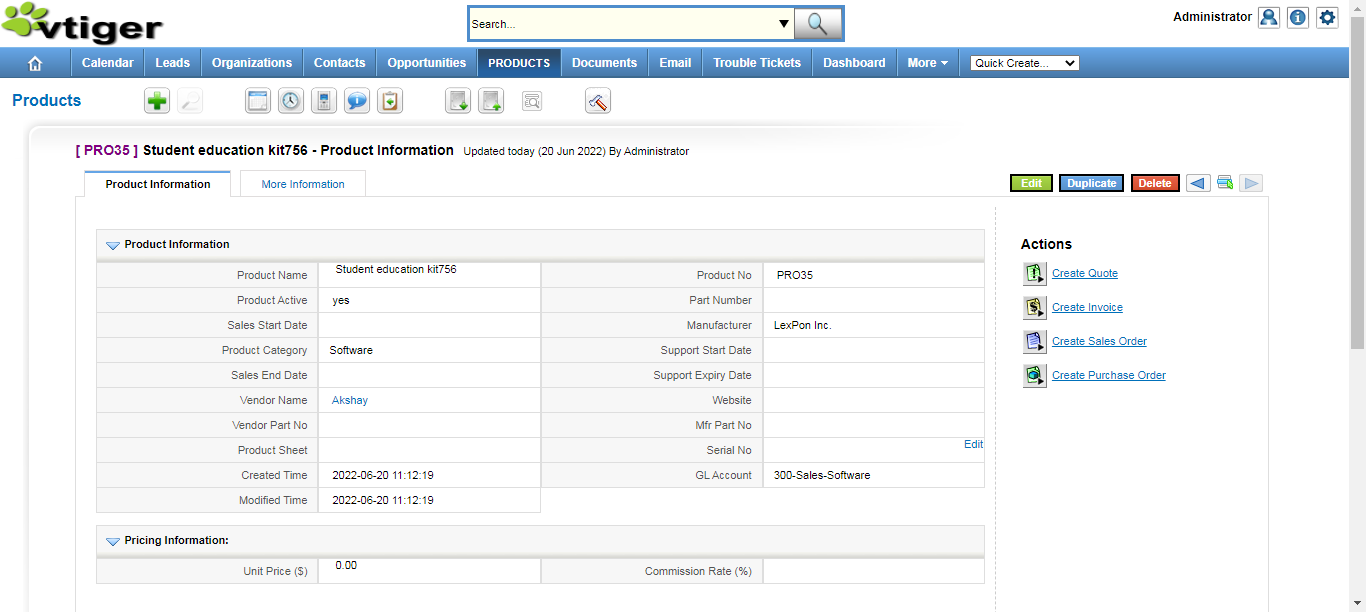 vtiger
Search...
Administrator
Calendar Leads Organizations Contacts Opportunities PRODUCTS Documents Email Trouble Tickets Dashboard More Quick Create...
Products
[ PRO35 ] Student education kit756 - Product Information Updated today (20 Jun 2022) By Administrator
Product Information More Information Edit Duplicate Delete
Product Information
Product Name Student education kit756 Product No PRO35
Product Active yes Part Number
Sales Start Date Manufacturer LexPon Inc.
Product Category Software Support Start Date
Sales End Date Support Expiry Date
Vendor Name Akshay Website
Vendor Part No Mfr Part No
Product Sheet Serial No Edit
Created Time 2022-06-20 11:12:19 GL Account 300-Sales-Software
Modified Time 2022-06-20 11:12:19
Pricing Information:
Unit Price ($) 0.00 Commission Rate (%)
Actions
Create Quote
Create Invoice
Create Sales Order
Create Purchase Order